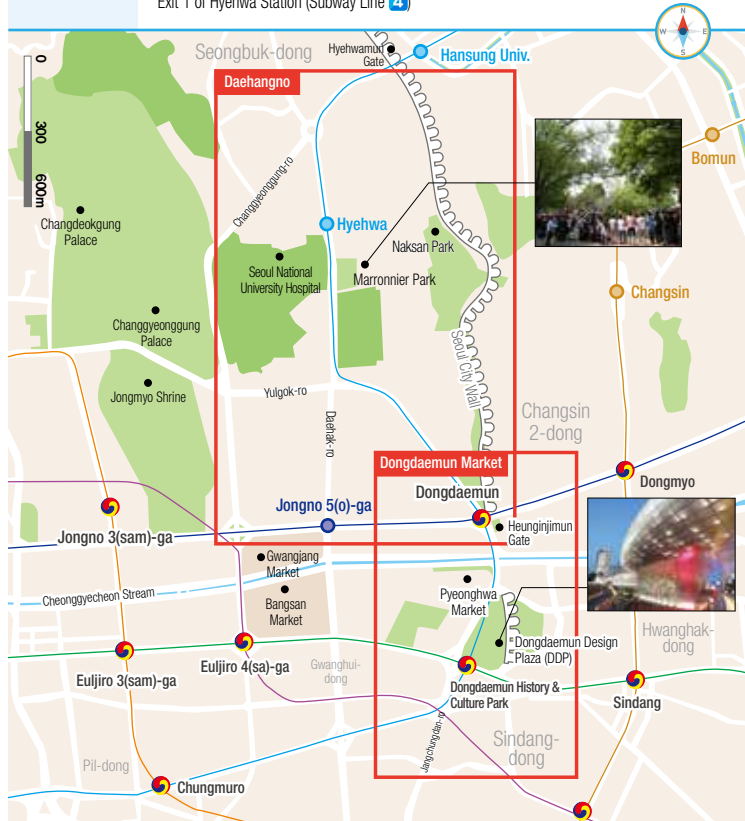 Exit 1 of Hyehwa Station (Subway Line 4)
N
W E
S
Seongbuk-dong
Hyehwamun
Gate
Hansung Univ.
Daehangno
0
300
600m
Bomun
Changgyeonggung-ro
Changdeokgung
Palace
Hyehwa
Naksan Park
Seoul National
University Hospital
Marronnier Park
Changsin
Changgyeonggung
Palace
Seoul City Wall
Jongmyo Shrine
Yulgok-ro
Daehak-ro
Changsin
2-dong
Dongdaemun Market
Dongmyo
Dongdaemun
Jongno 5(o)-ga
Heunginjimun
Gate
Jongno 3(sam)-ga
Gwangjang
Market
Cheonggyecheon Stream
Bangsan
Market
Pyeonghwa
Market
Hwanghak-
dong
Dongdaemun Design
Plaza (DDP)
Euljiro 4(sa)-ga
Gwanghui-
dong
Euljiro 3(sam)-ga
Dongdaemun History &
Culture Park
Sindang
Jangchungdan-ro
Sindang-
dong
Pil-dong
Chungmuro